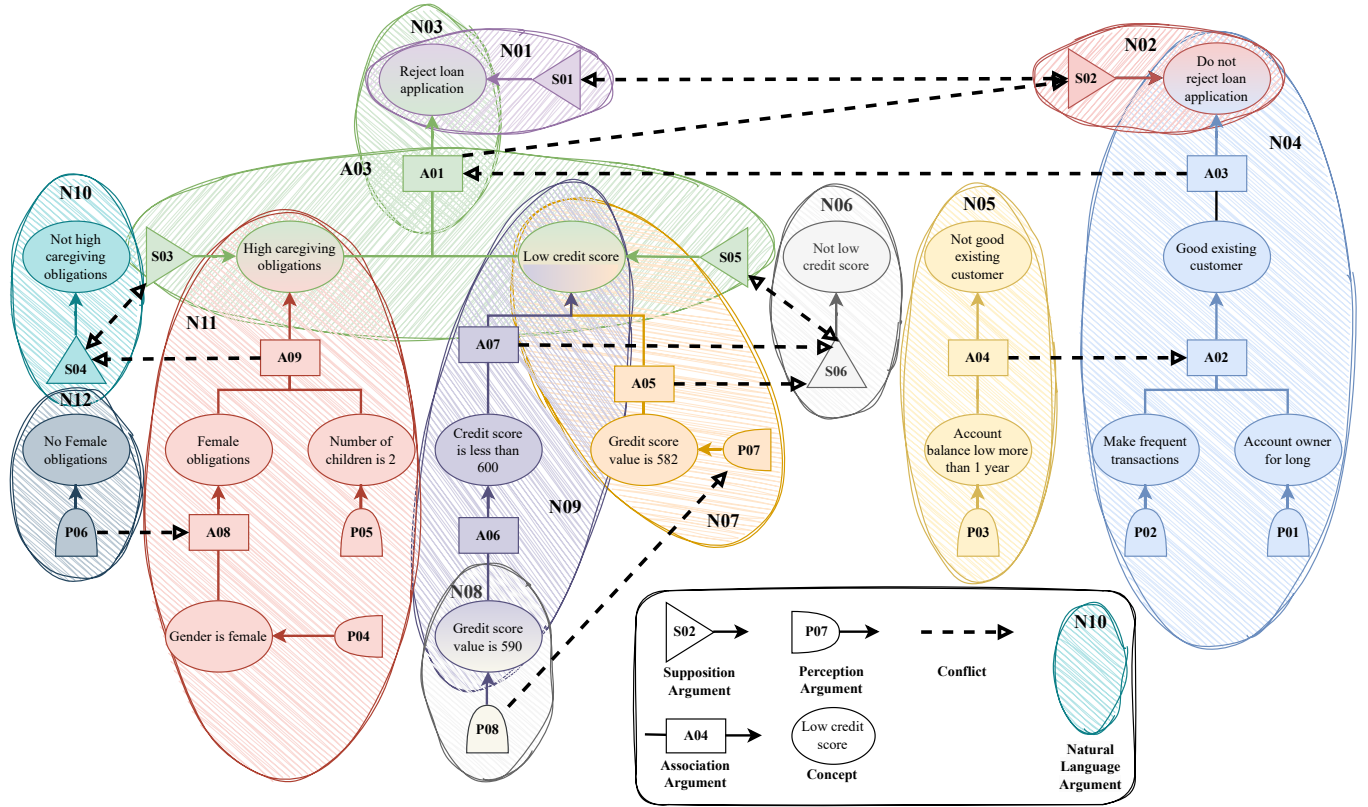 N03
N01
Reject loan
application
S01
N02
S02
Do not
reject loan
application
A03
A01
N04
A03
N10
Not high
caregiving
obligations
S03
High caregiving
obligations
Low credit score
S05
N06
Not low
credit score
N05
Not good
existing
customer
Good existing
customer
N11
S04
A09
A07
A05
S06
A04
A02
N12
No Female
obligations
Female
obligations
Number of
children is 2
Credit score
is less than
600
Gredit score
value is 582
P07
Account
balance low more
than 1 year
Make frequent
transactions
Account owner
for long
P06
A08
P05
A06
N09
N07
P03
P02
P01
N08
Gender is female
P04
Gredit score
value is 590
P08
S02
Supposition
Argument
P07
Perception
Argument
Conflict
N10
A04
Association
Argument
Low credit
score
Concept
Natural
Language
Argument